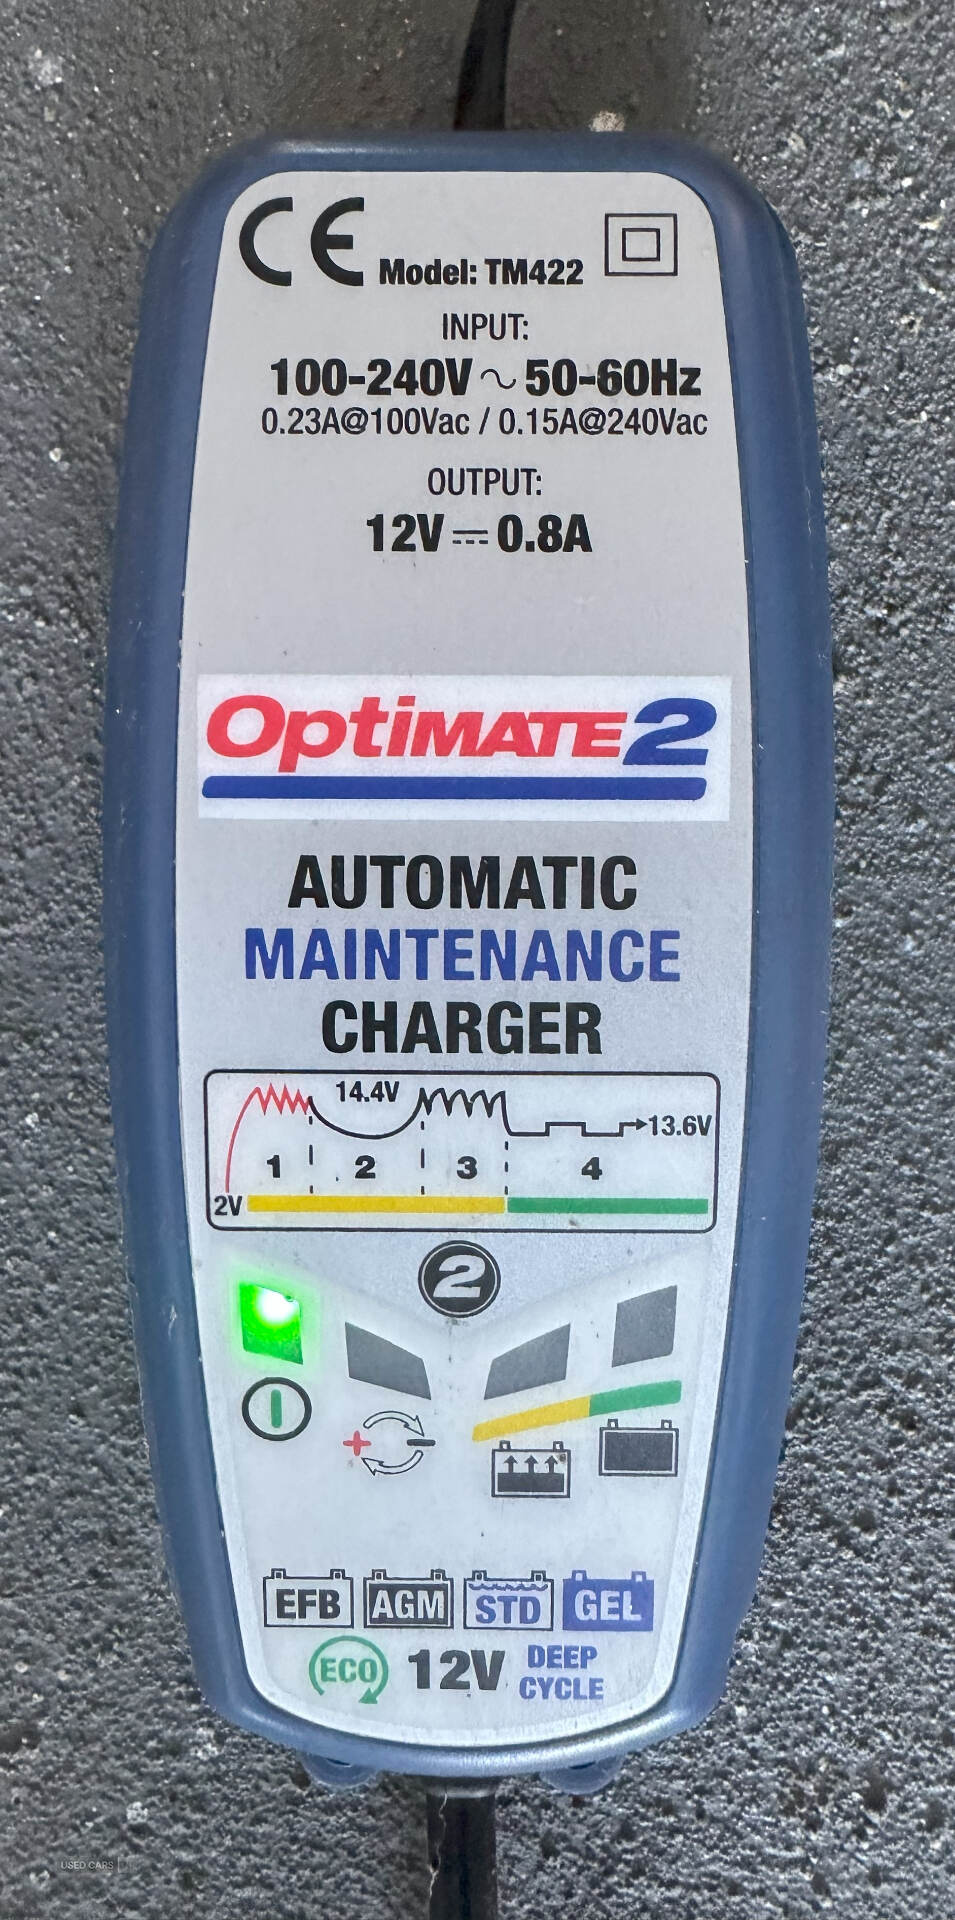 CE Model: TM422
INPUT:
100-240V ~ 50-60Hz
0.23A@100Vac / 0.15A@240Vac
OUTPUT:
12V ⎓ 0.8A
OptiMATE2
AUTOMATIC
MAINTENANCE
CHARGER
14.4V
13.6V
1 2 3 4
2V
2
+ −
EFB AGM STD GEL
ECO 12V DEEP
CYCLE
USED CARS